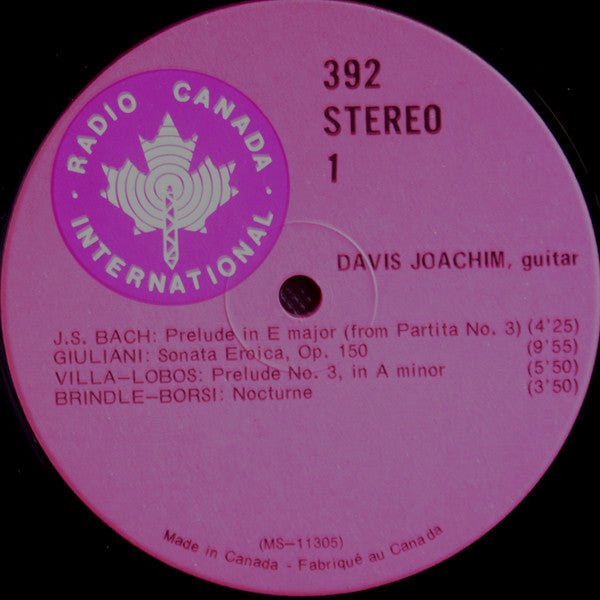 RADIO CANADA
INTERNATIONAL
392
STEREO
1
DAVIS JOACHIM, guitar
J.S. BACH: Prelude in E major (from Partita No. 3) (4'25)
GIULIANI: Sonata Eroica, Op. 150 (9'55)
VILLA-LOBOS: Prelude No. 3, in A minor (5'50)
BRINDLE-BORSI: Nocturne (3'50)
(MS-11305)
Made in Canada - Fabriqué au Canada